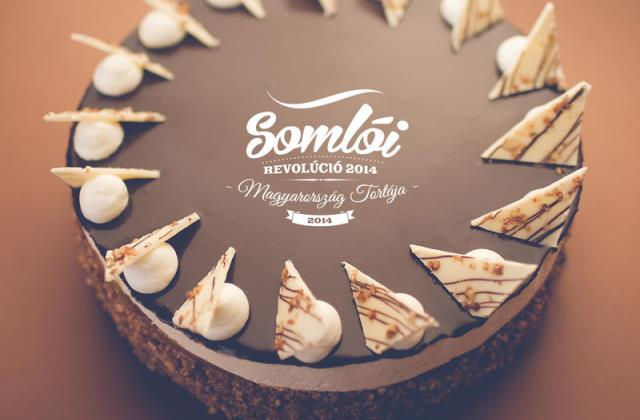 Somlói
REVOLÚCIÓ 2014
- Magyarország Tortája -
2014